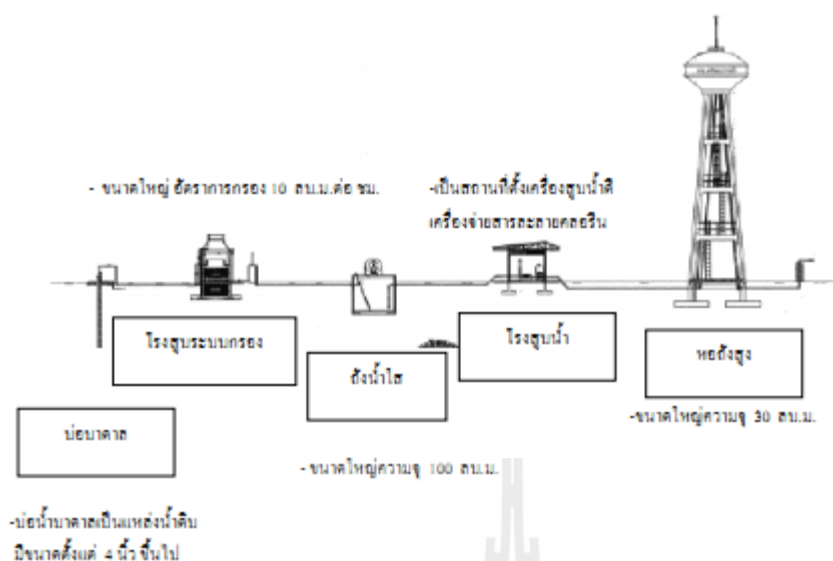 - ขนาดใหญ่ อัตราการกรอง 10 ลบ.ม.ต่อ ชม.
-เป็นสถานที่ตั้งเครื่องสูบน้ำดี
เครื่องจ่ายสารละลายคลอรีน
โรงสูบระบบกรอง
ถังน้ำใส
โรงสูบน้ำ
หอถังสูง
-ขนาดใหญ่ความจุ 30 ลบ.ม.
บ่อบาดาล
- ขนาดใหญ่ความจุ 100 ลบ.ม.
-บ่อน้ำบาดาลเป็นแหล่งน้ำดิบ
มีขนาดตั้งแต่ 4 นิ้ว ขึ้นไป